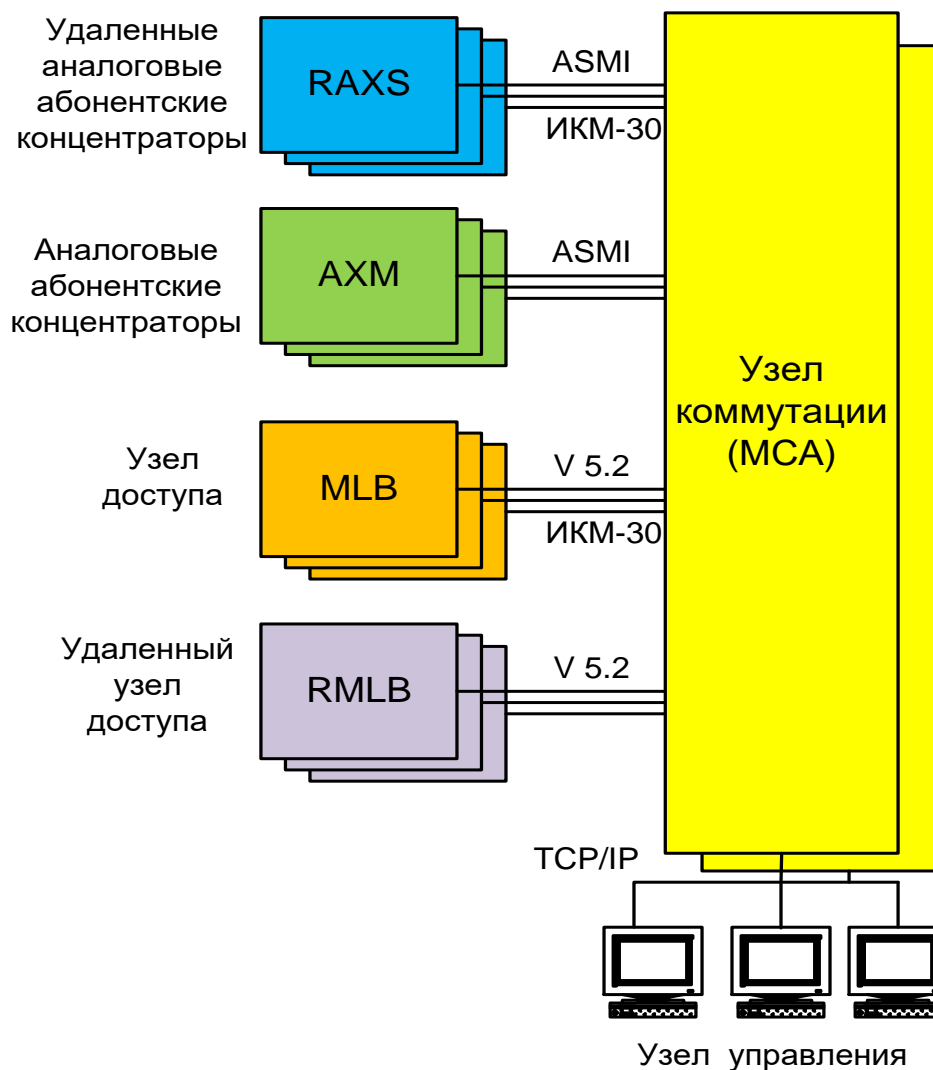 Удаленные
аналоговые
абонентские
концентраторы
RAXS
ASMI
ИКМ-30
Аналоговые
абонентские
концентраторы
AXM
ASMI
Узел
коммутации
(МСА)
Узел
доступа
MLB
V 5.2
ИКМ-30
Удаленный
узел
доступа
RMLB
V 5.2
TCP/IP
Узел управления